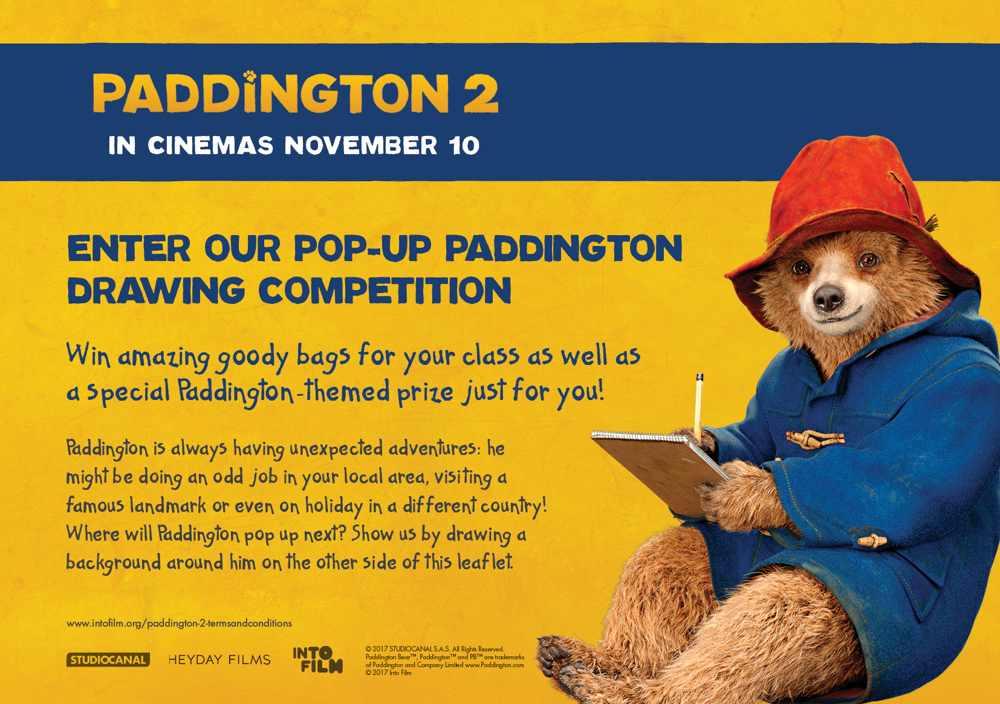 PADDINGTON 2
IN CINEMAS NOVEMBER 10
ENTER OUR POP-UP PADDINGTON
DRAWING COMPETITION
Win amazing goody bags for your class as well as
a special Paddington-themed prize just for you!
Paddington is always having unexpected adventures: he
might be doing an odd job in your local area, visiting a
famous landmark or even on holiday in a different country!
Where will Paddington pop up next? Show us by drawing a
background around him on the other side of this leaflet.
www.intofilm.org/paddington-2-termsandconditions
STUDIOCANAL
HEYDAY FILMS
INTO
FILM
© 2017 STUDIOCANAL S.A.S. All Rights Reserved.
Paddington Bear™, Paddington™ and PB™ are trademarks
of Paddington and Company Limited www.Paddington.com
© 2017 Into Film